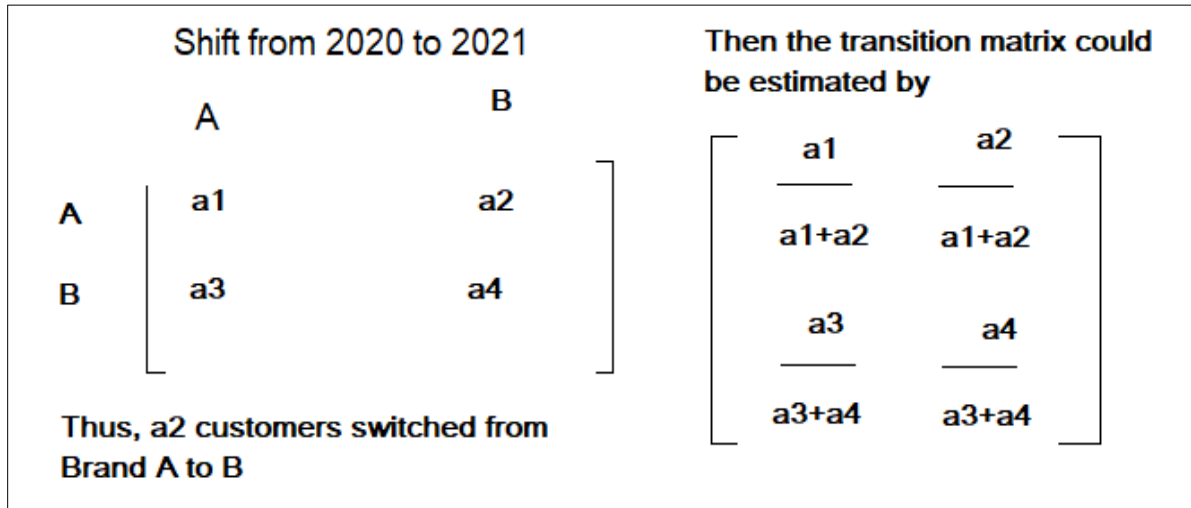 Shift from 2020 to 2021
A B
A a1 a2
B a3 a4
Thus, a2 customers switched from
Brand A to B
Then the transition matrix could
be estimated by
a1 a2
a1+a2 a1+a2
a3 a4
a3+a4 a3+a4